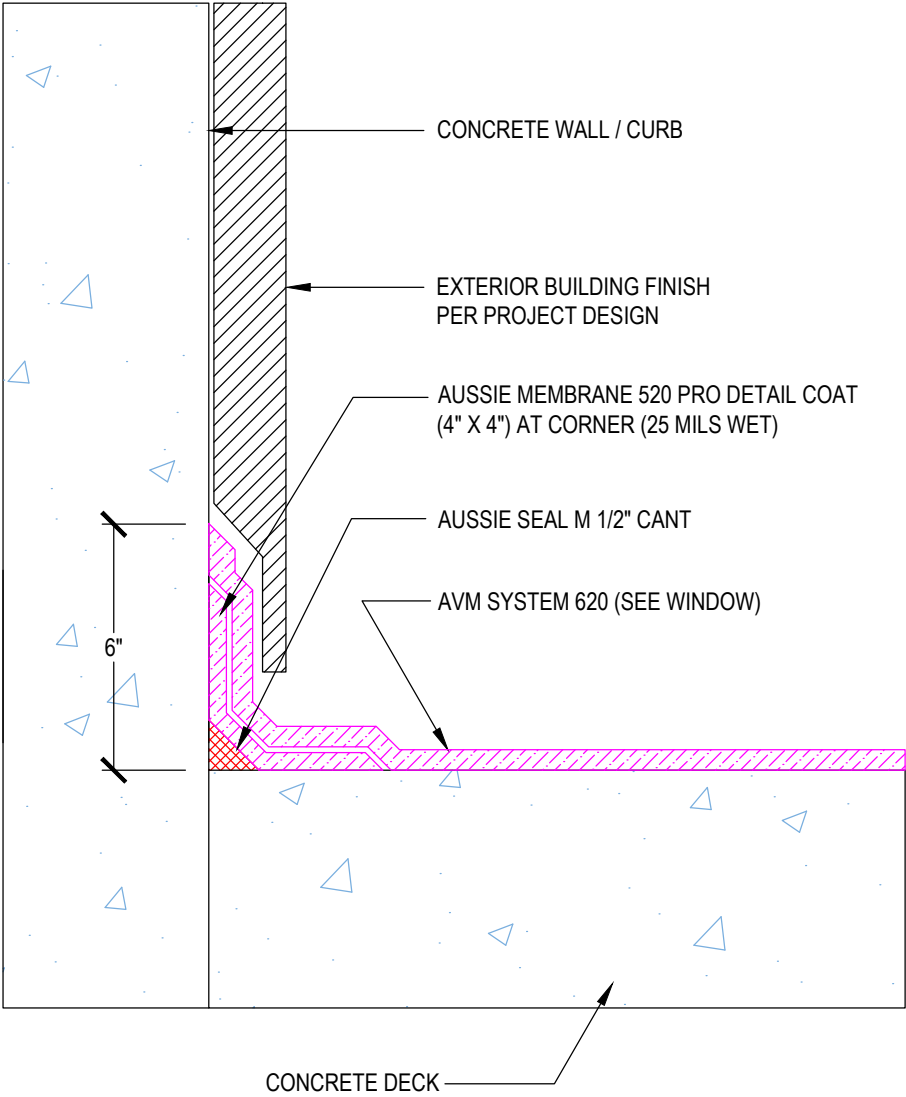 CONCRETE WALL / CURB
EXTERIOR BUILDING FINISH
PER PROJECT DESIGN
AUSSIE MEMBRANE 520 PRO DETAIL COAT
(4" X 4") AT CORNER (25 MILS WET)
AUSSIE SEAL M 1/2" CANT
AVM SYSTEM 620 (SEE WINDOW)
6"
CONCRETE DECK